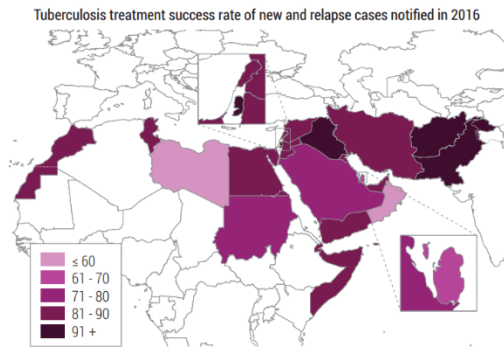 Tuberculosis treatment success rate of new and relapse cases notified in 2016
≤ 60
61 - 70
71 - 80
81 - 90
91 +